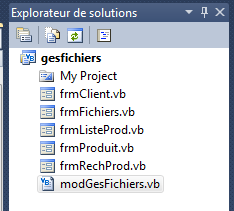 Explorateur de solutions
gesfichiers
My Project
frmClient.vb
frmFichiers.vb
frmListeProd.vb
frmProduit.vb
frmRechProd.vb
modGesFichiers.vb